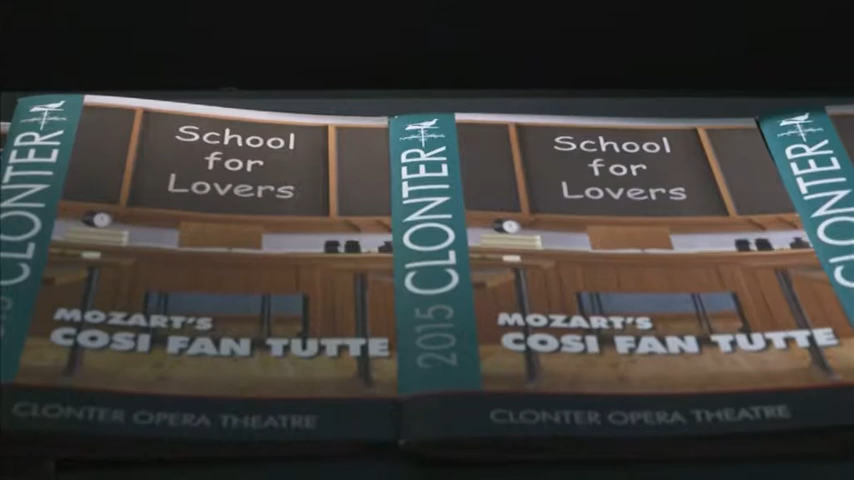 CLONTER
School
for
Lovers
MOZART'S
COSI FAN TUTTE
CLONTER OPERA THEATRE
2015 CLONTER
School
for
Lovers
MOZART'S
COSI FAN TUTTE
CLONTER OPERA THEATRE
CLONTER